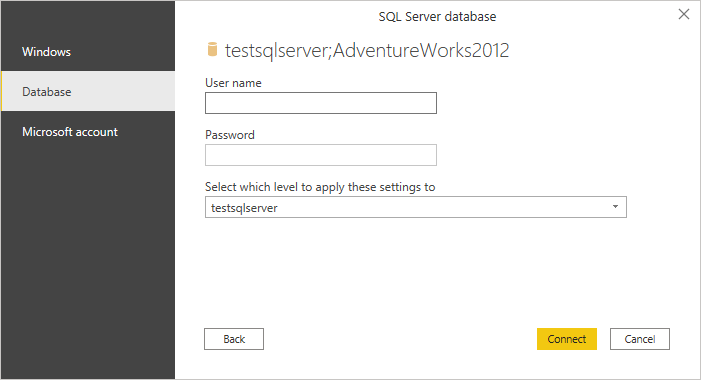 SQL Server database
Windows
Database
Microsoft account
testsqlserver;AdventureWorks2012
User name
Password
Select which level to apply these settings to
testsqlserver
Back
Connect
Cancel